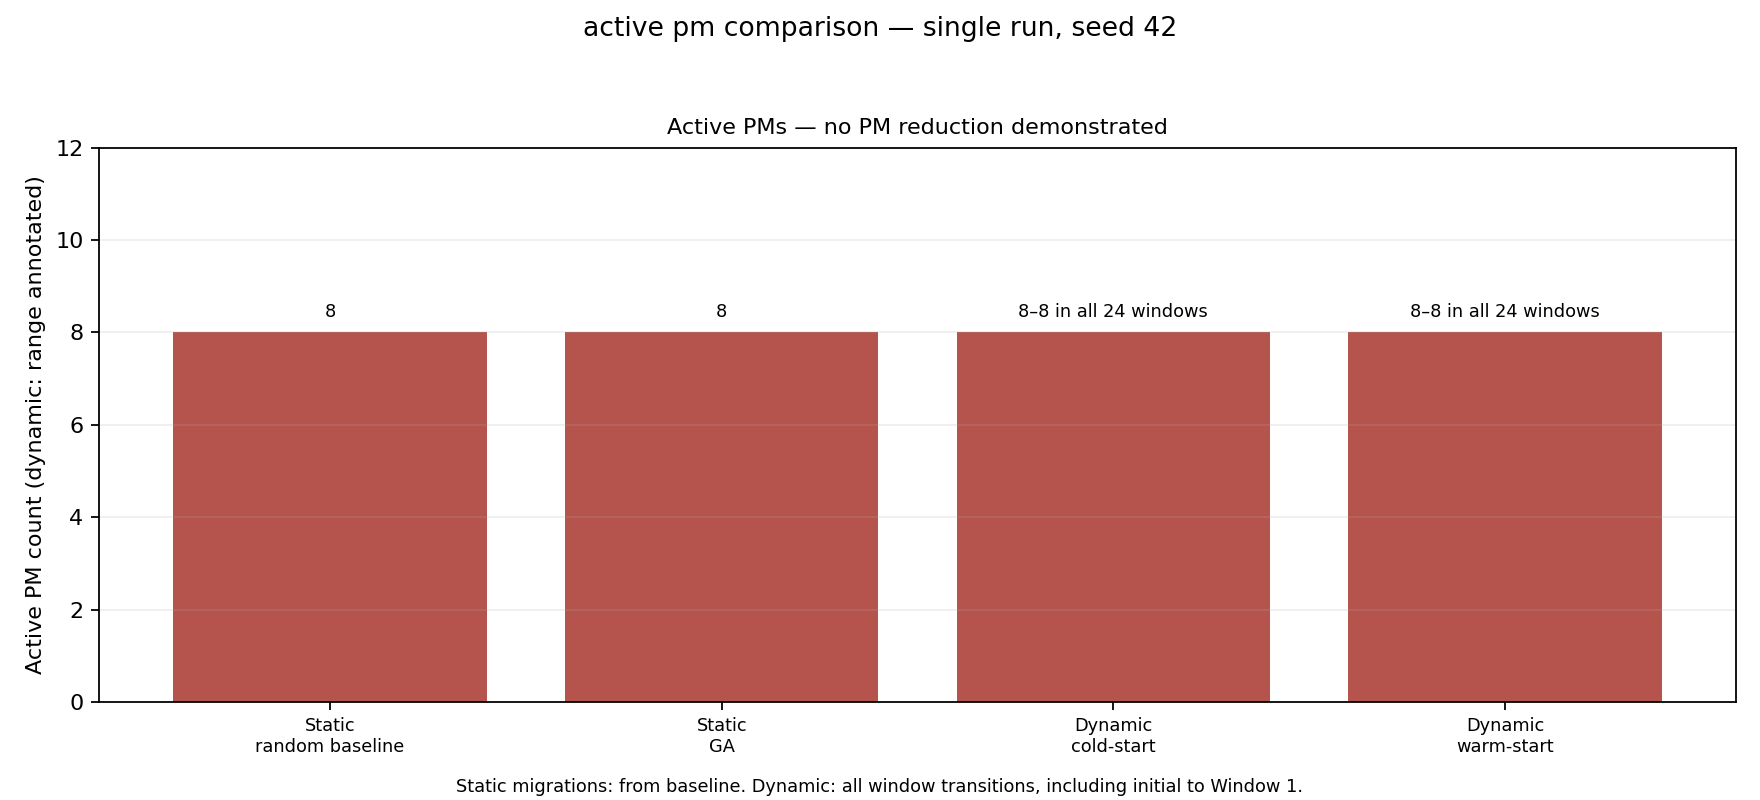 active pm comparison — single run, seed 42
Active PMs — no PM reduction demonstrated
Active PM count (dynamic: range annotated)
12
10
8
6
4
2
0
8
8
8–8 in all 24 windows
8–8 in all 24 windows
Static
random baseline
Static
GA
Dynamic
cold-start
Dynamic
warm-start
Static migrations: from baseline. Dynamic: all window transitions, including initial to Window 1.